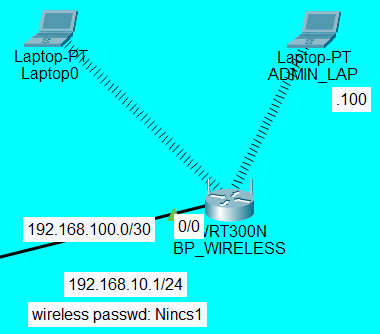 Laptop-PT
Laptop0
Laptop-PT
ADMIN_LAP
.100
192.168.100.0/30
0/0
WRT300N
BP_WIRELESS
192.168.10.1/24
wireless passwd: Nincs1